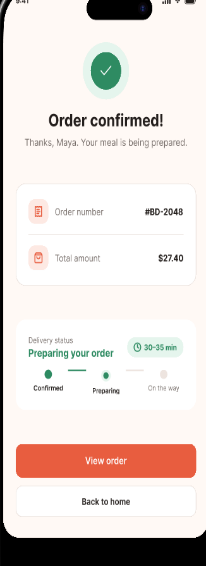 9:41
Order confirmed!
Thanks, Maya. Your meal is being prepared.
Order number #BD-2048
Total amount $27.40
Delivery status
Preparing your order
30–35 min
Confirmed Preparing On the way
View order
Back to home